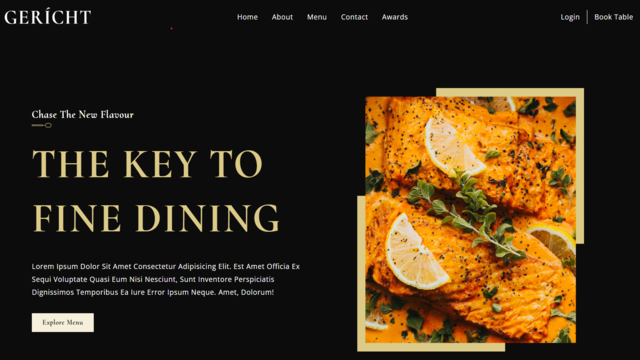 GERÍCHT
Home About Menu Contact Awards
Login Book Table
Chase The New Flavour
THE KEY TO
FINE DINING
Lorem Ipsum Dolor Sit Amet Consectetur Adipisicing Elit. Est Amet Officia Ex
Sequi Voluptate Quasi Eum Nisi Nesciunt, Sunt Inventore Perspiciatis
Dignissimos Temporibus Ea Iure Error Ipsum Neque. Amet, Dolorum!
Explore Menu